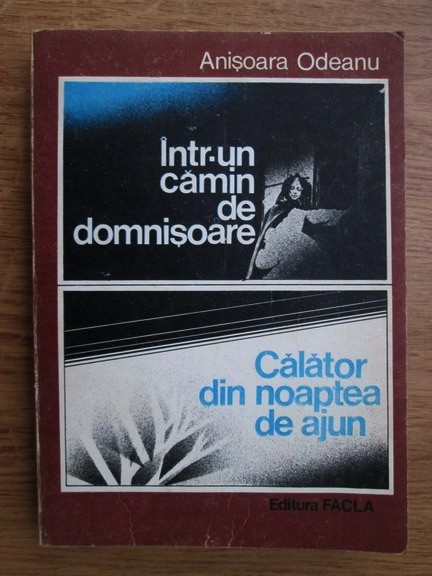 Anișoara Odeanu
Într-un
cămin
de
domnișoare
Călător
din noaptea
de ajun
Editura FACLA